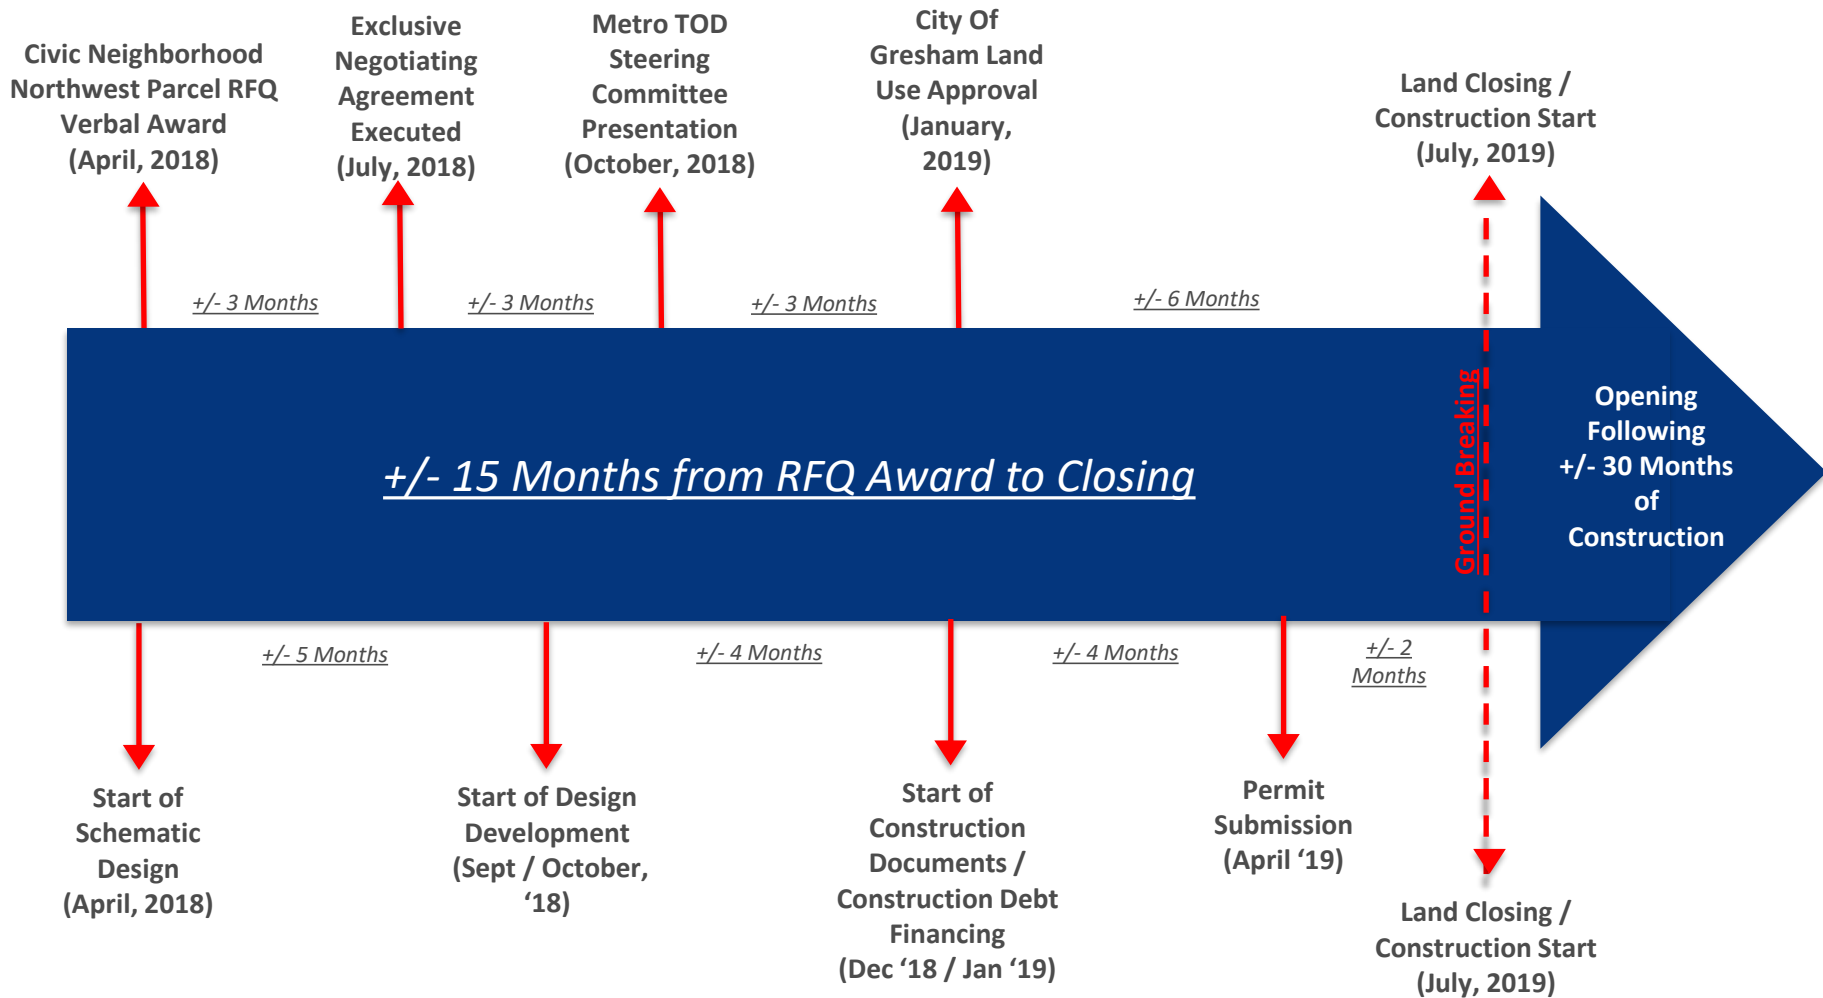 Civic Neighborhood
Northwest Parcel RFQ
Verbal Award
(April, 2018)
Exclusive
Negotiating
Agreement
Executed
(July, 2018)
Metro TOD
Steering
Committee
Presentation
(October, 2018)
City Of
Gresham Land
Use Approval
(January,
2019)
Land Closing /
Construction Start
(July, 2019)
+/- 3 Months
+/- 3 Months
+/- 3 Months
+/- 6 Months
+/- 15 Months from RFQ Award to Closing
Ground Breaking
Opening
Following
+/- 30 Months
of
Construction
+/- 5 Months
+/- 4 Months
+/- 4 Months
+/- 2
Months
Start of
Schematic
Design
(April, 2018)
Start of Design
Development
(Sept / October,
‘18)
Start of
Construction
Documents /
Construction Debt
Financing
(Dec ‘18 / Jan ‘19)
Permit
Submission
(April ‘19)
Land Closing /
Construction Start
(July, 2019)